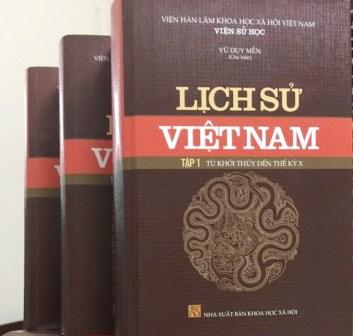 VIỆN HÀN LÂM KHOA HỌC XÃ HỘI VIỆT NAM
VIỆN SỬ HỌC
VŨ DUY MỀN
(Chủ biên)
LỊCH SỬ
VIỆT NAM
TẬP 1 TỪ KHỞI THỦY ĐẾN THẾ KỶ X
NHÀ XUẤT BẢN KHOA HỌC XÃ HỘI
VIỆN